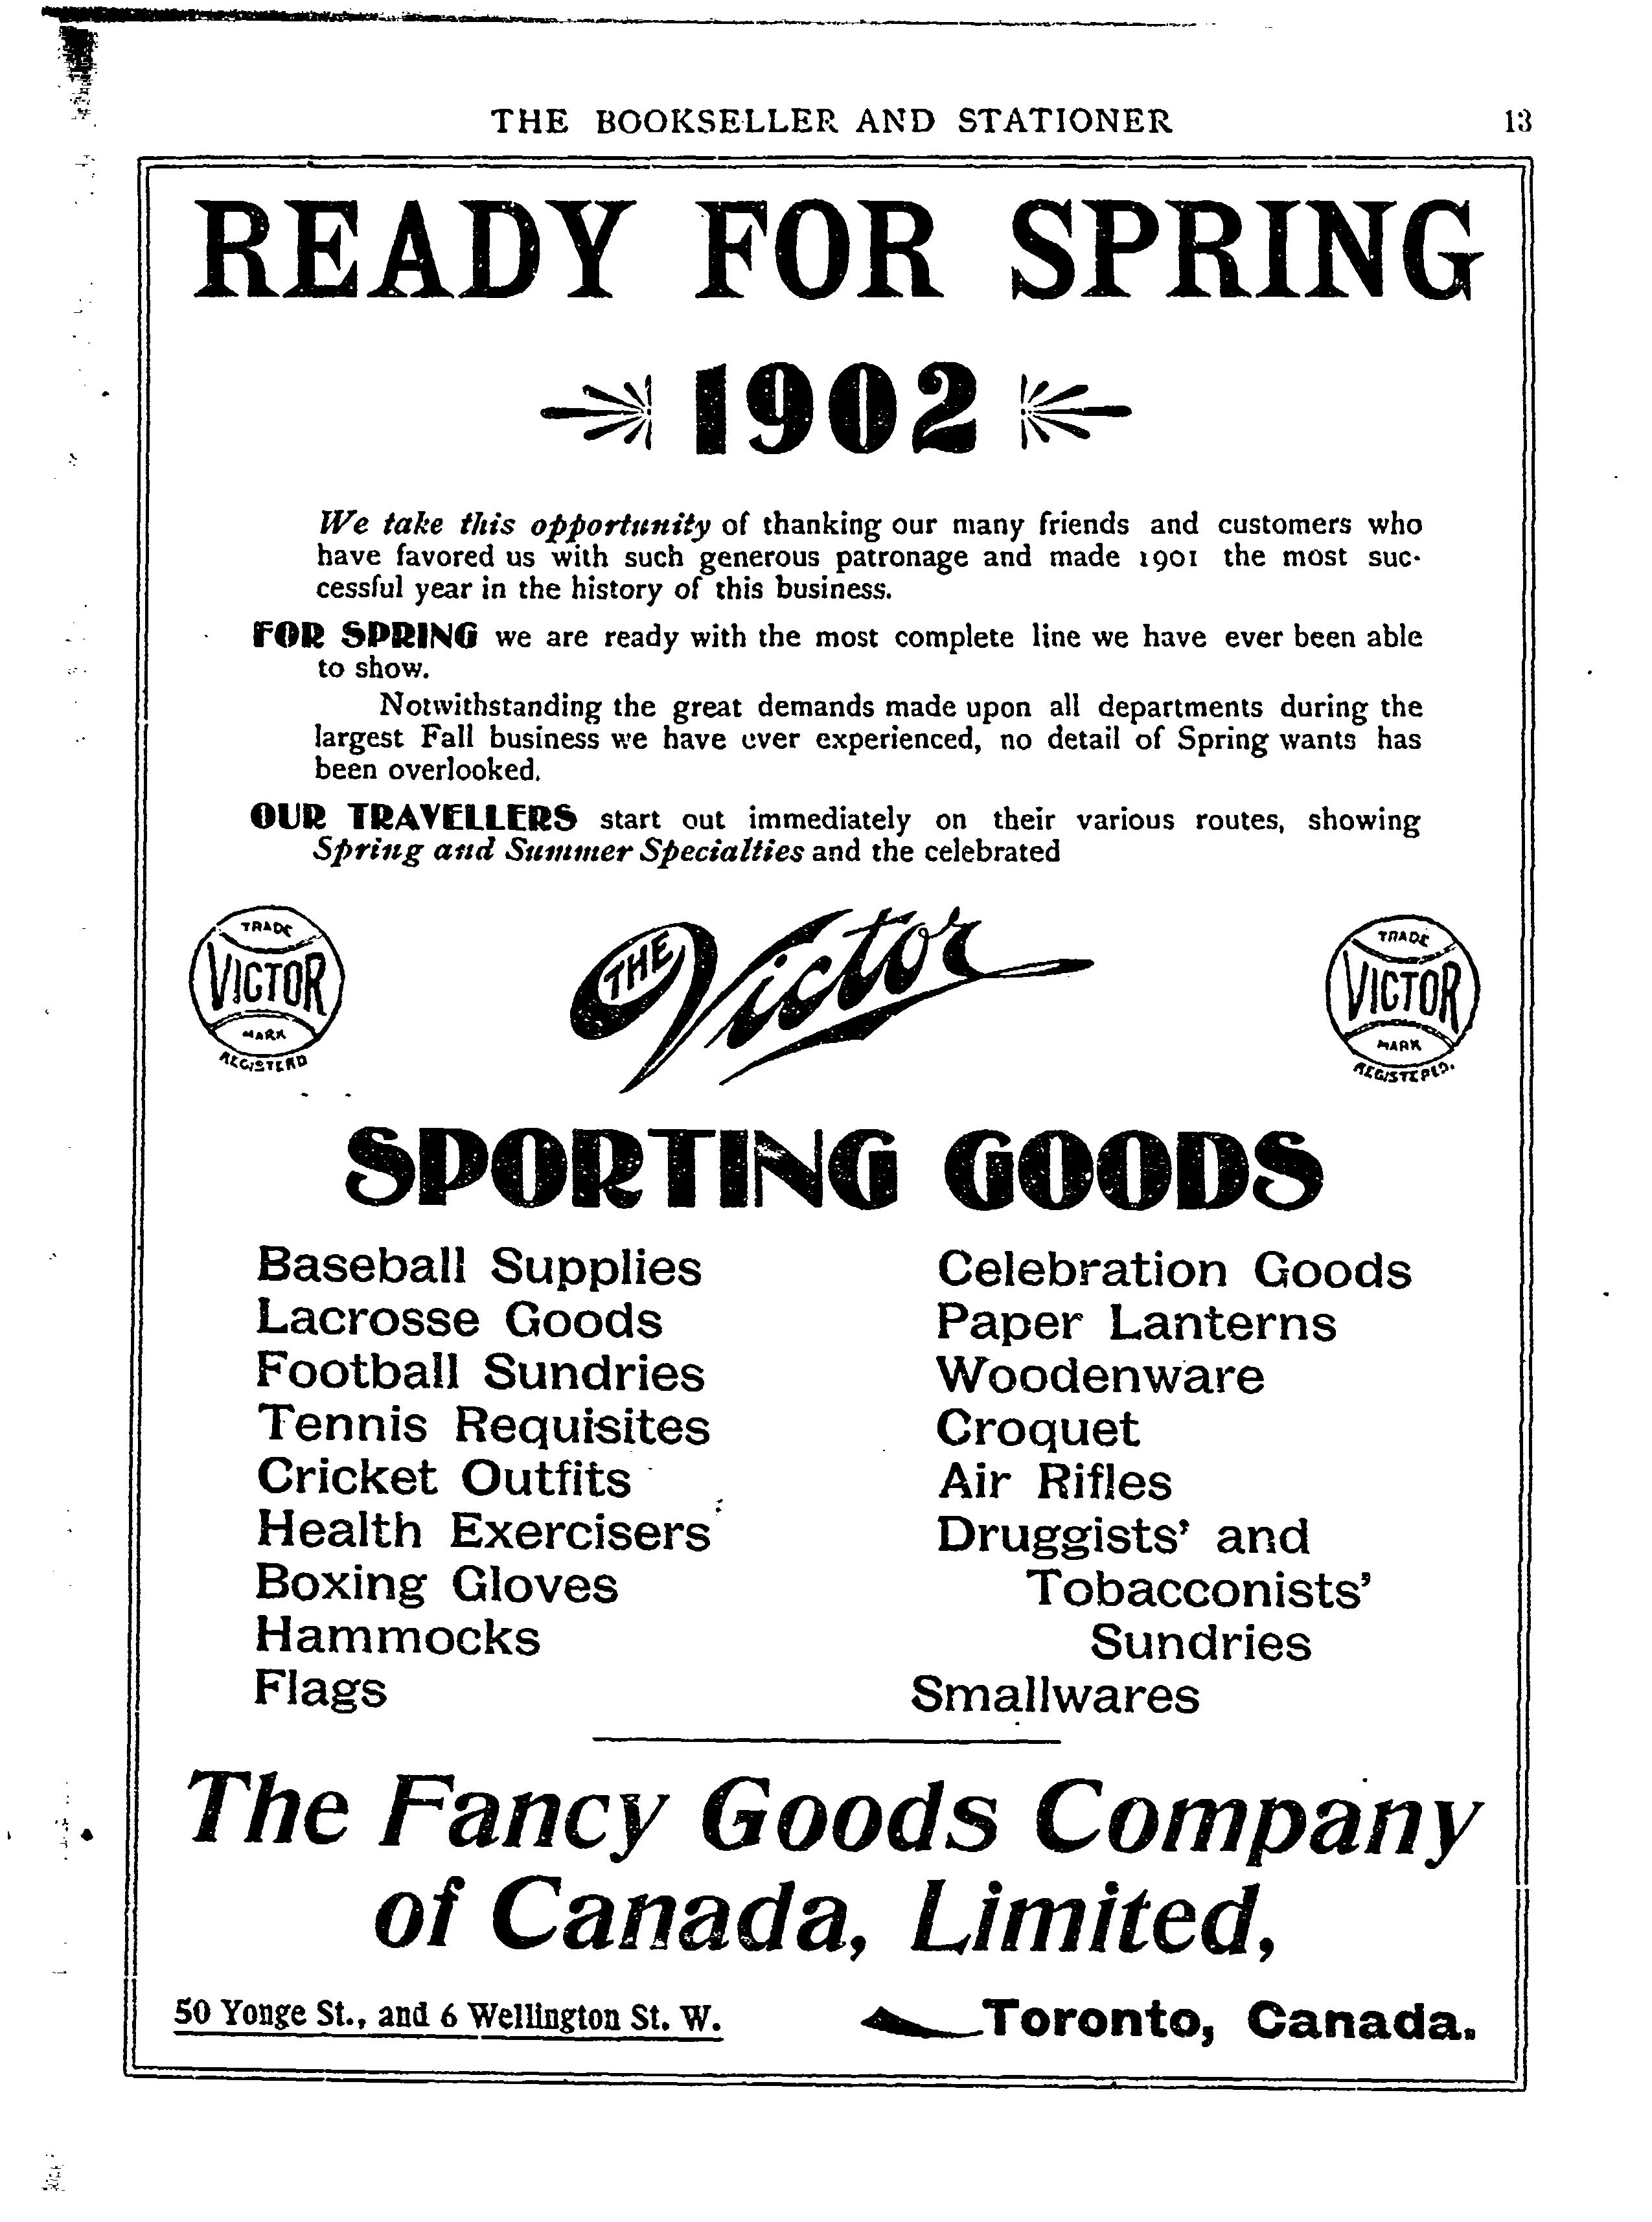 THE BOOKSELLER AND STATIONER 13
READY FOR SPRING
1902
We take this opportunity of thanking our many friends and customers who
have favored us with such generous patronage and made 1901 the most suc-
cessful year in the history of this business.
FOR SPRING we are ready with the most complete line we have ever been able
to show.
Notwithstanding the great demands made upon all departments during the
largest Fall business we have ever experienced, no detail of Spring wants has
been overlooked.
OUR TRAVELLERS start out immediately on their various routes, showing
Spring and Summer Specialties and the celebrated
TRADE
VICTOR
MARK
REGISTERD
THE Victor
TRADE
VICTOR
MARK
REGISTERED.
SPORTING GOODS
Baseball Supplies
Lacrosse Goods
Football Sundries
Tennis Requisites
Cricket Outfits
Health Exercisers
Boxing Gloves
Hammocks
Flags
Celebration Goods
Paper Lanterns
Woodenware
Croquet
Air Rifles
Druggists' and
Tobacconists'
Sundries
Smallwares
The Fancy Goods Company
of Canada, Limited,
50 Yonge St., and 6 Wellington St. W. Toronto, Canada.